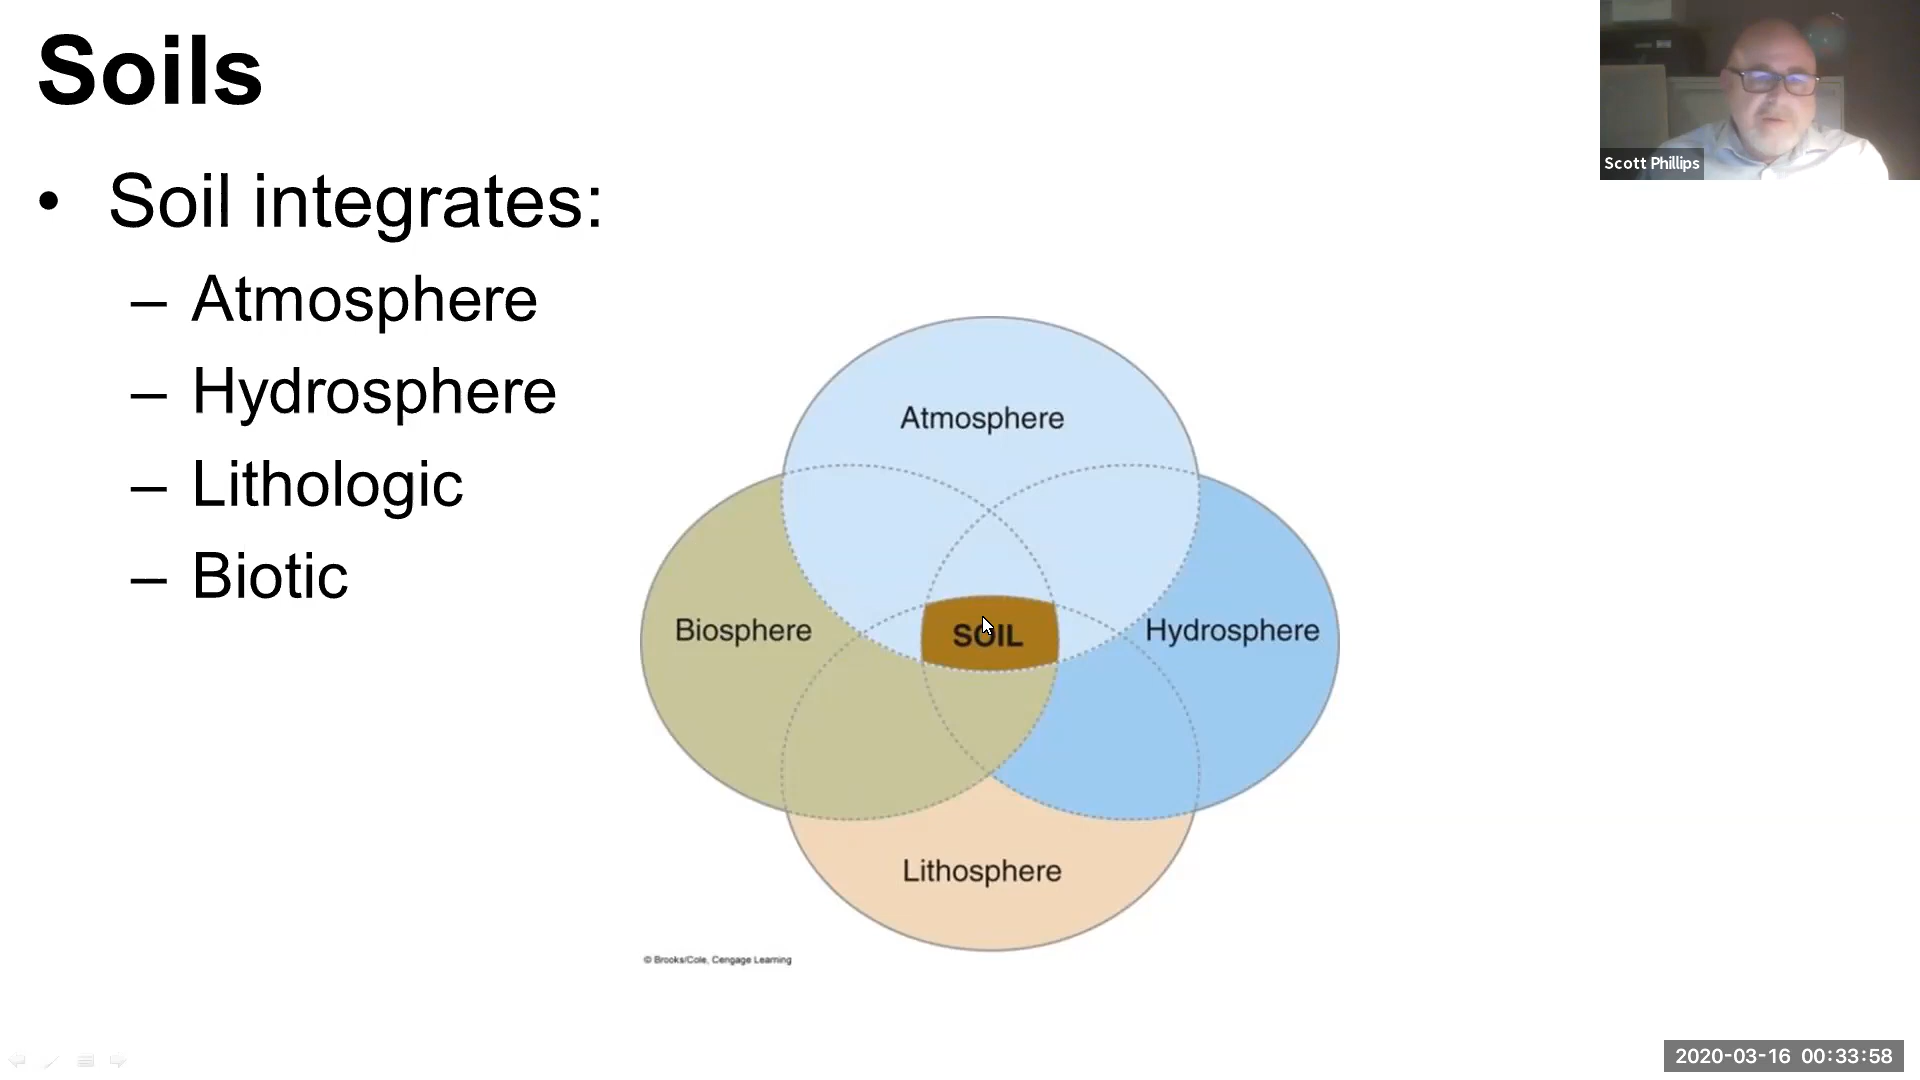 Soils
• Soil integrates:
– Atmosphere
– Hydrosphere
– Lithologic
– Biotic
Atmosphere
Biosphere
SOIL
Hydrosphere
Lithosphere
© Brooks/Cole, Cengage Learning
Scott Phillips
2020-03-16 00:33:58